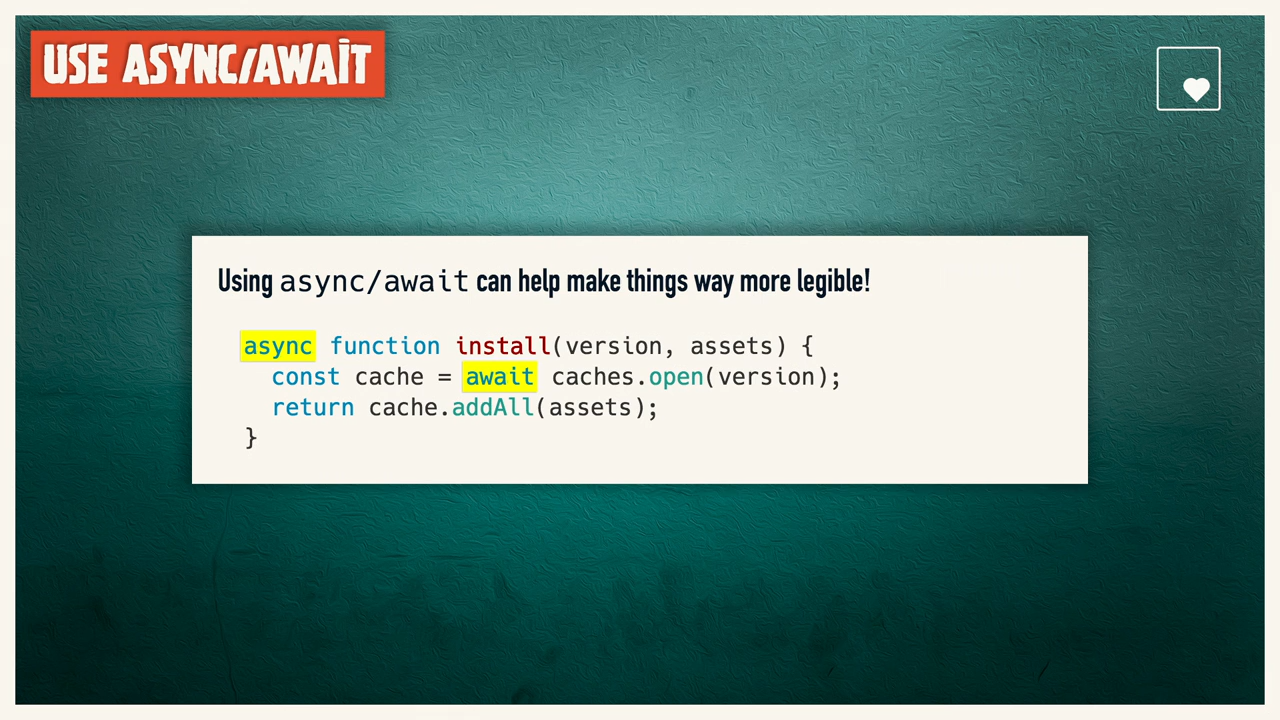 USE ASYNC/AWAIT
Using async/await can help make things way more legible!
async function install(version, assets) {
  const cache = await caches.open(version);
  return cache.addAll(assets);
}